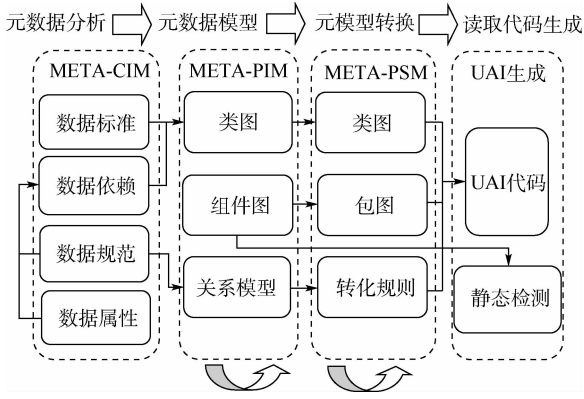 元数据分析
元数据模型
元模型转换
读取代码生成
META-CIM
META-PIM
META-PSM
UAI生成
数据标准
类图
类图
数据依赖
组件图
包图
UAI代码
数据规范
关系模型
转化规则
静态检测
数据属性